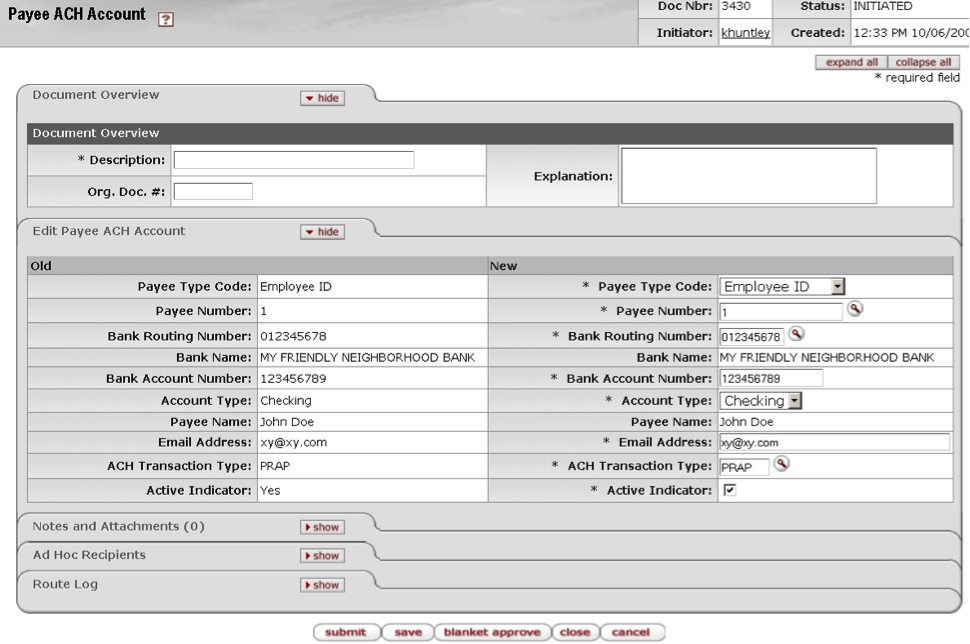 Payee ACH Account ?
Doc Nbr: 3430 Status: INITIATED
Initiator: khuntley Created: 12:33 PM 10/06/200
expand all collapse all
* required field
Document Overview hide
Document Overview
* Description: Explanation:
Org. Doc. #:
Edit Payee ACH Account hide
Old New
Payee Type Code: Employee ID * Payee Type Code: Employee ID
Payee Number: 1 * Payee Number: 1
Bank Routing Number: 012345678 * Bank Routing Number: 012345678
Bank Name: MY FRIENDLY NEIGHBORHOOD BANK Bank Name: MY FRIENDLY NEIGHBORHOOD BANK
Bank Account Number: 123456789 * Bank Account Number: 123456789
Account Type: Checking * Account Type: Checking
Payee Name: John Doe Payee Name: John Doe
Email Address: xy@xy.com * Email Address: xy@xy.com
ACH Transaction Type: PRAP * ACH Transaction Type: PRAP
Active Indicator: Yes * Active Indicator:
Notes and Attachments (0) show
Ad Hoc Recipients show
Route Log show
submit save blanket approve close cancel